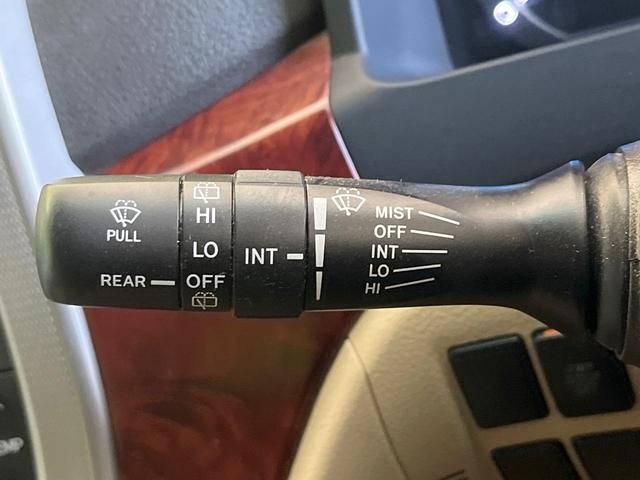 PULL
REAR
HI
LO
OFF
INT
MIST
OFF
INT
LO
HI